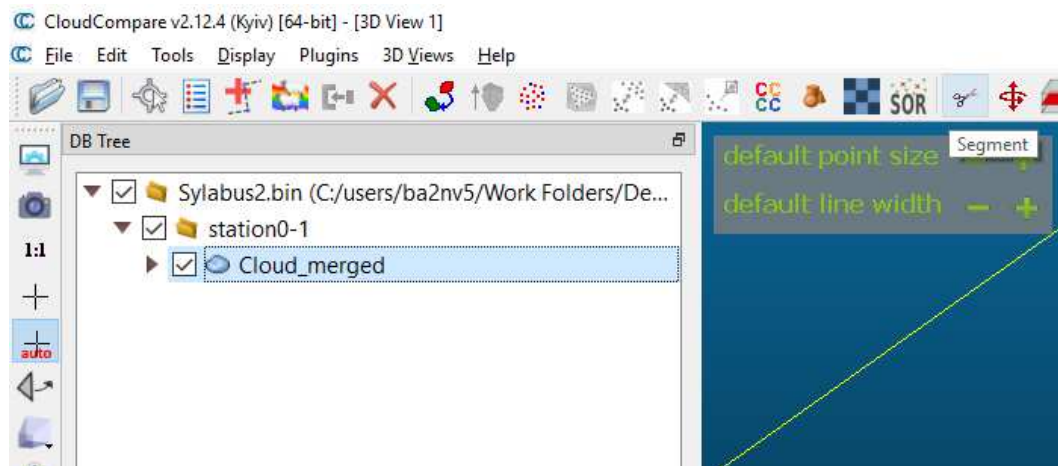 CloudCompare v2.12.4 (Kyiv) [64-bit] - [3D View 1]
File Edit Tools Display Plugins 3D Views Help
CC
CC
SOR
DB Tree
Segment
default point size
Sylabus2.bin (C:/users/ba2nv5/Work Folders/De...
default line width
station0-1
1:1
Cloud_merged
auto